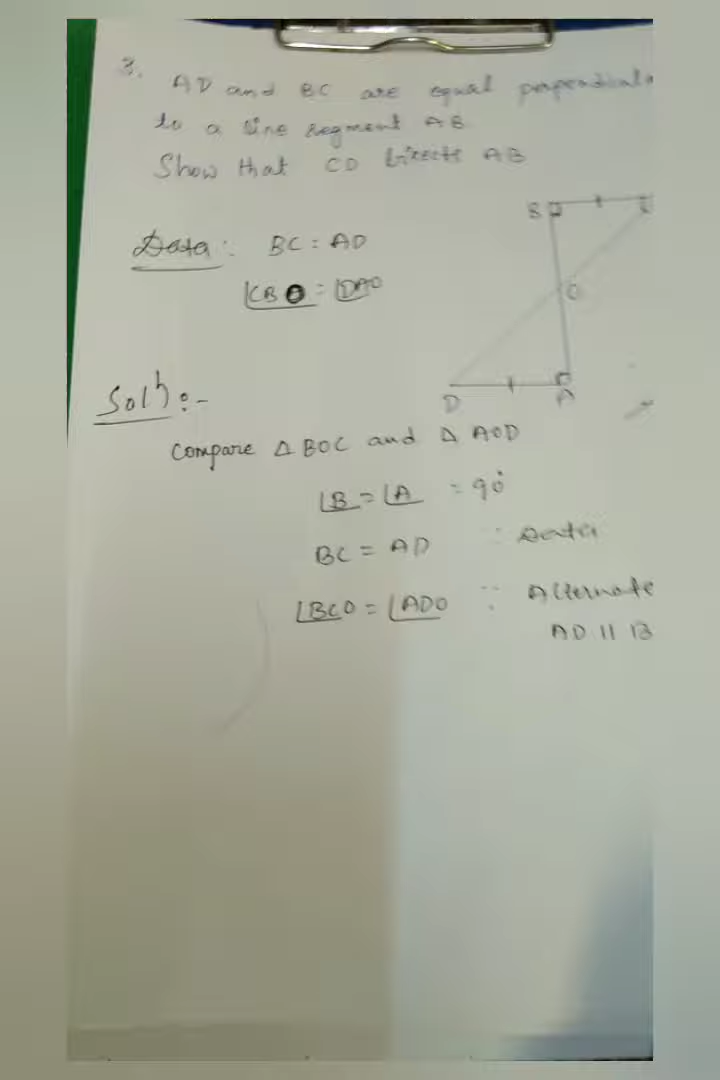 3. AD and BC are equal perpendicula
to a line segment AB
Show that CD bisects AB
B
C
O
D
A
Data: BC = AD
∠CBO = ∠DAO
Solⁿ:-
Compare △ BOC and △ AOD
∠B = ∠A = 90°
BC = AD ∵ Data
∠BCO = ∠ADO ∵ Alternate
AD || B